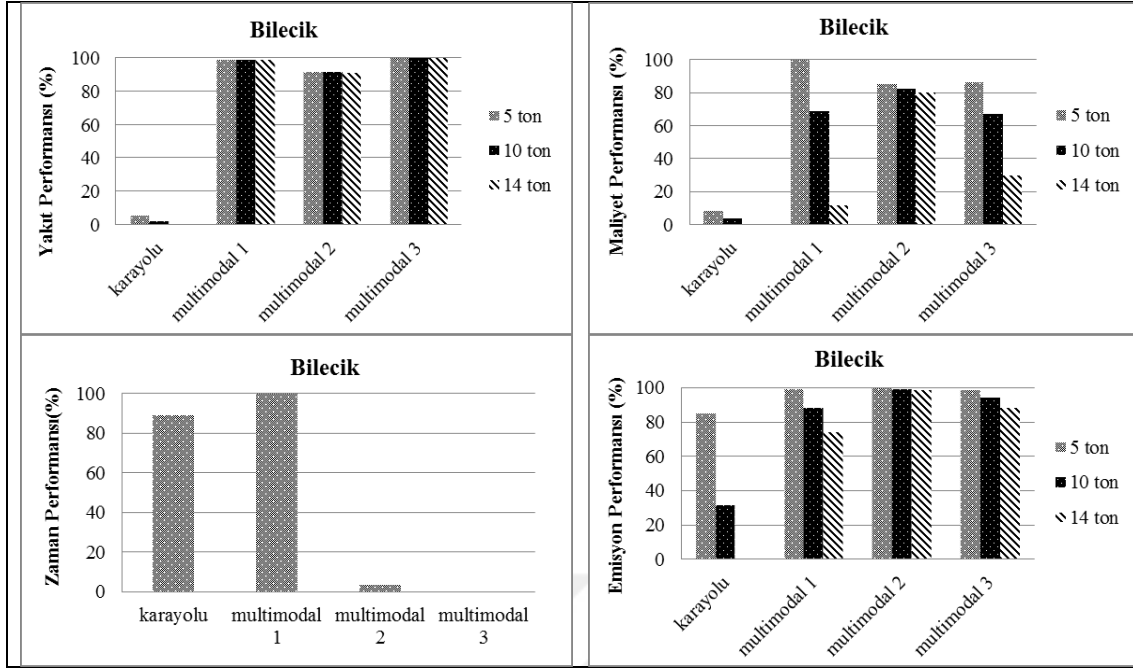 Bilecik
Yakıt Performansı (%)
100
80
60
40
20
0
karayolu
multimodal 1
multimodal 2
multimodal 3
5 ton
10 ton
14 ton
Bilecik
Maliyet Performansı (%)
100
80
60
40
20
0
karayolu
multimodal 1
multimodal 2
multimodal 3
5 ton
10 ton
14 ton
Bilecik
Zaman Performansı(%)
100
80
60
40
20
0
karayolu
multimodal 1
multimodal 2
multimodal 3
Bilecik
Emisyon Performansı (%)
100
80
60
40
20
0
karayolu
multimodal 1
multimodal 2
multimodal 3
5 ton
10 ton
14 ton